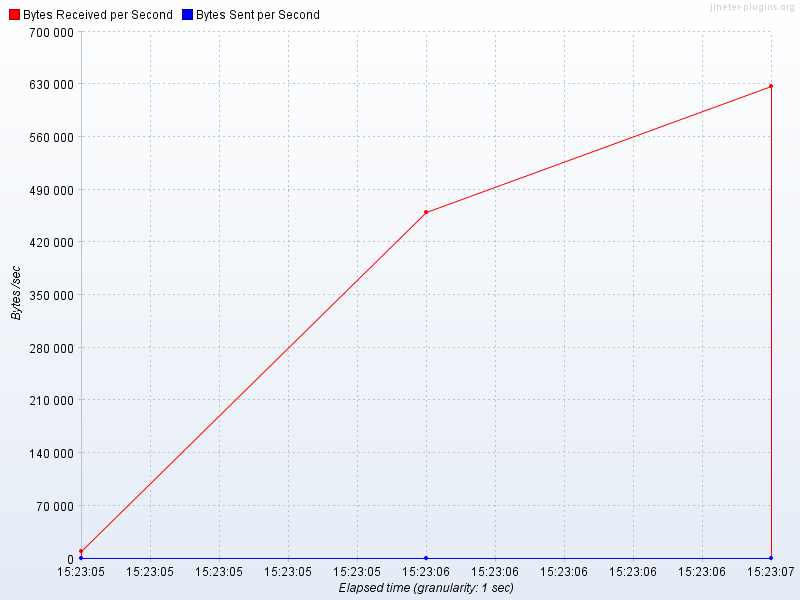 jmeter-plugins.org
Bytes Received per Second Bytes Sent per Second
700 000
630 000
560 000
490 000
420 000
350 000
280 000
210 000
140 000
70 000
0
Bytes /sec
15:23:05 15:23:05 15:23:05 15:23:05 15:23:05 15:23:06 15:23:06 15:23:06 15:23:06 15:23:06 15:23:07
Elapsed time (granularity: 1 sec)